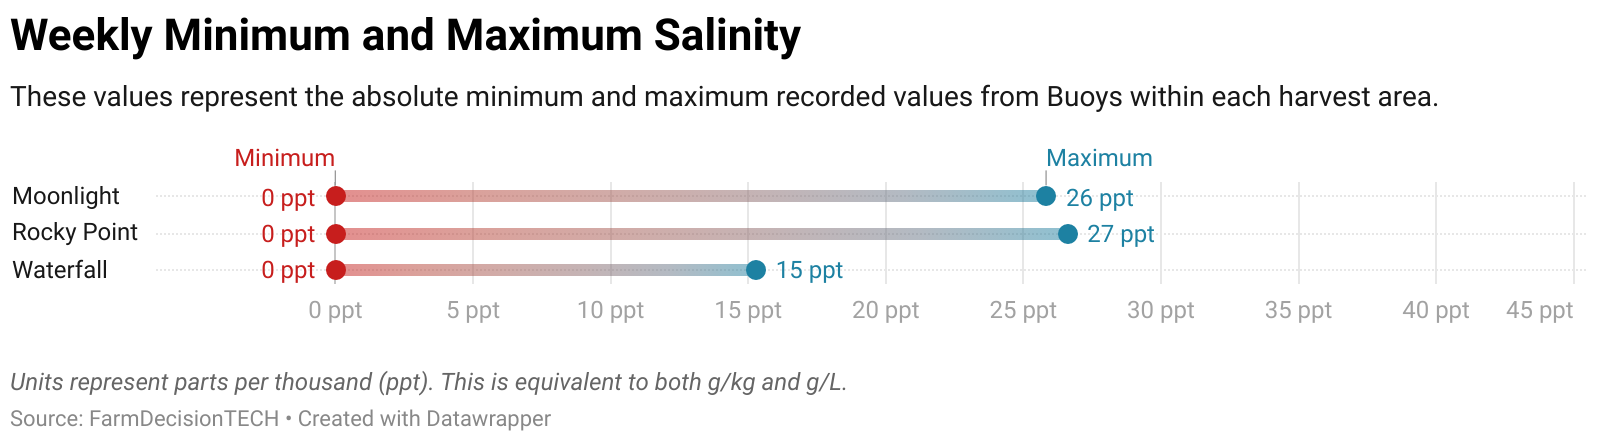 Weekly Minimum and Maximum Salinity
These values represent the absolute minimum and maximum recorded values from Buoys within each harvest area.
Minimum Maximum
Moonlight 0 ppt 26 ppt
Rocky Point 0 ppt 27 ppt
Waterfall 0 ppt 15 ppt
0 ppt 5 ppt 10 ppt 15 ppt 20 ppt 25 ppt 30 ppt 35 ppt 40 ppt 45 ppt
Units represent parts per thousand (ppt). This is equivalent to both g/kg and g/L.
Source: FarmDecisionTECH • Created with Datawrapper